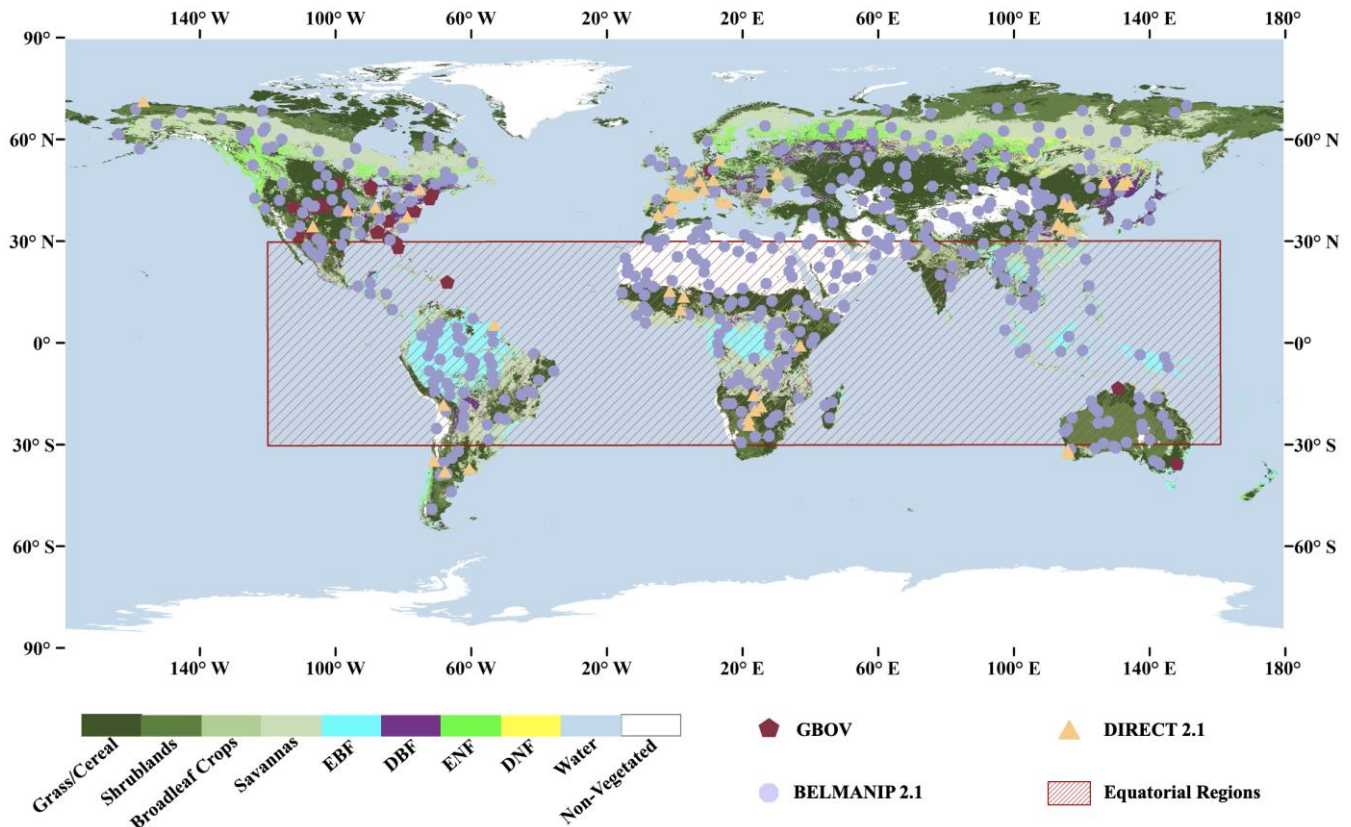 140° W 100° W 60° W 20° W 20° E 60° E 100° E 140° E 180°
90°
60° N 60° N
30° N 30° N
0° 0°
30° S 30° S
60° S 60° S
90°
140° W 100° W 60° W 20° W 20° E 60° E 100° E 140° E 180°
Grass/Cereal
Shrublands
Broadleaf Crops
Savannas
EBF
DBF
ENF
DNF
Water
Non-Vegetated
GBOV
DIRECT 2.1
BELMANIP 2.1
Equatorial Regions